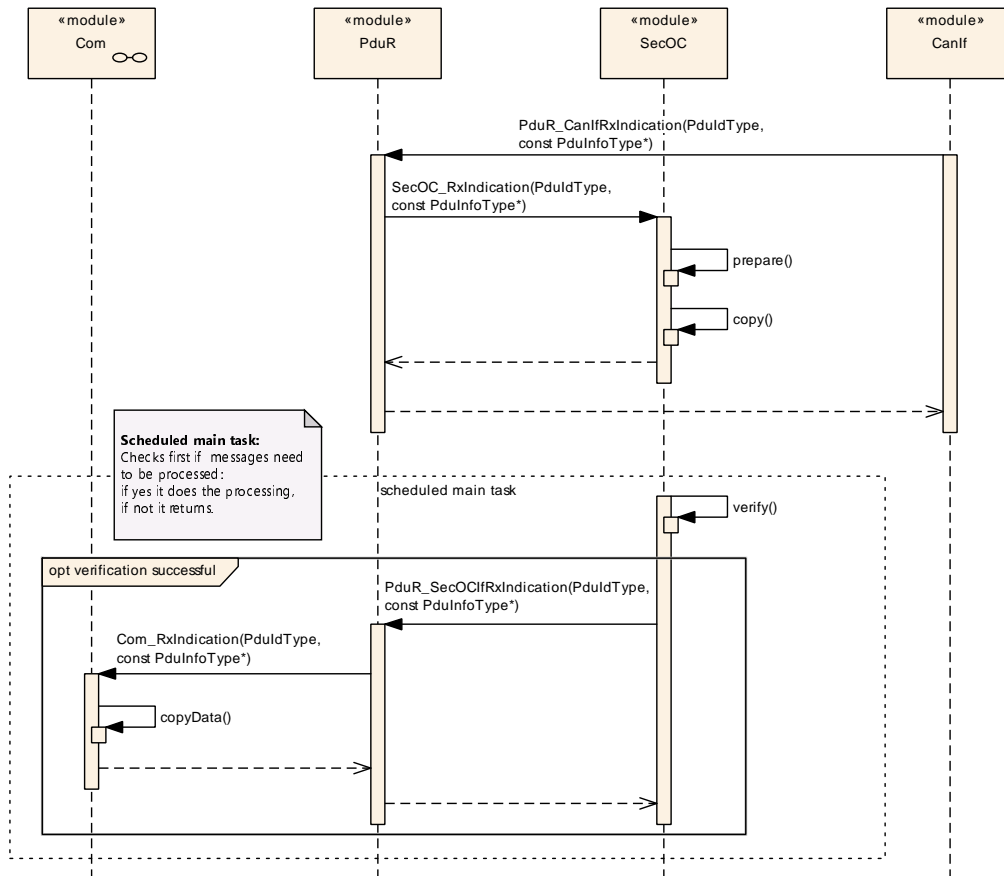 «module»
Com
«module»
PduR
«module»
SecOC
«module»
CanIf
PduR_CanIfRxIndication(PduIdType,
const PduInfoType*)
SecOC_RxIndication(PduIdType,
const PduInfoType*)
prepare()
copy()
Scheduled main task:
Checks first if messages need
to be processed:
if yes it does the processing,
if not it returns.
scheduled main task
verify()
opt verification successful
PduR_SecOCIfRxIndication(PduIdType,
const PduInfoType*)
Com_RxIndication(PduIdType,
const PduInfoType*)
copyData()